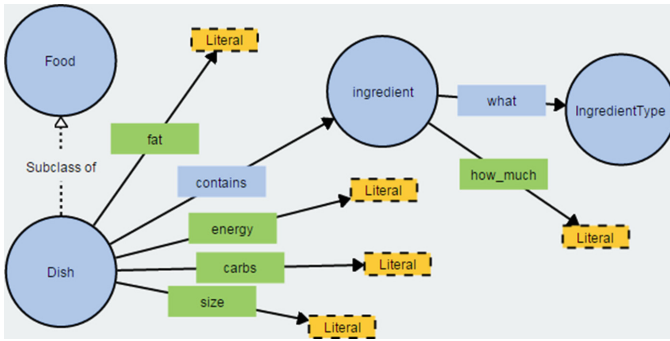 Literal
Food
ingredient
what
IngredientType
fat
Subclass of
contains
how_much
Literal
energy
Literal
Dish
carbs
Literal
size
Literal